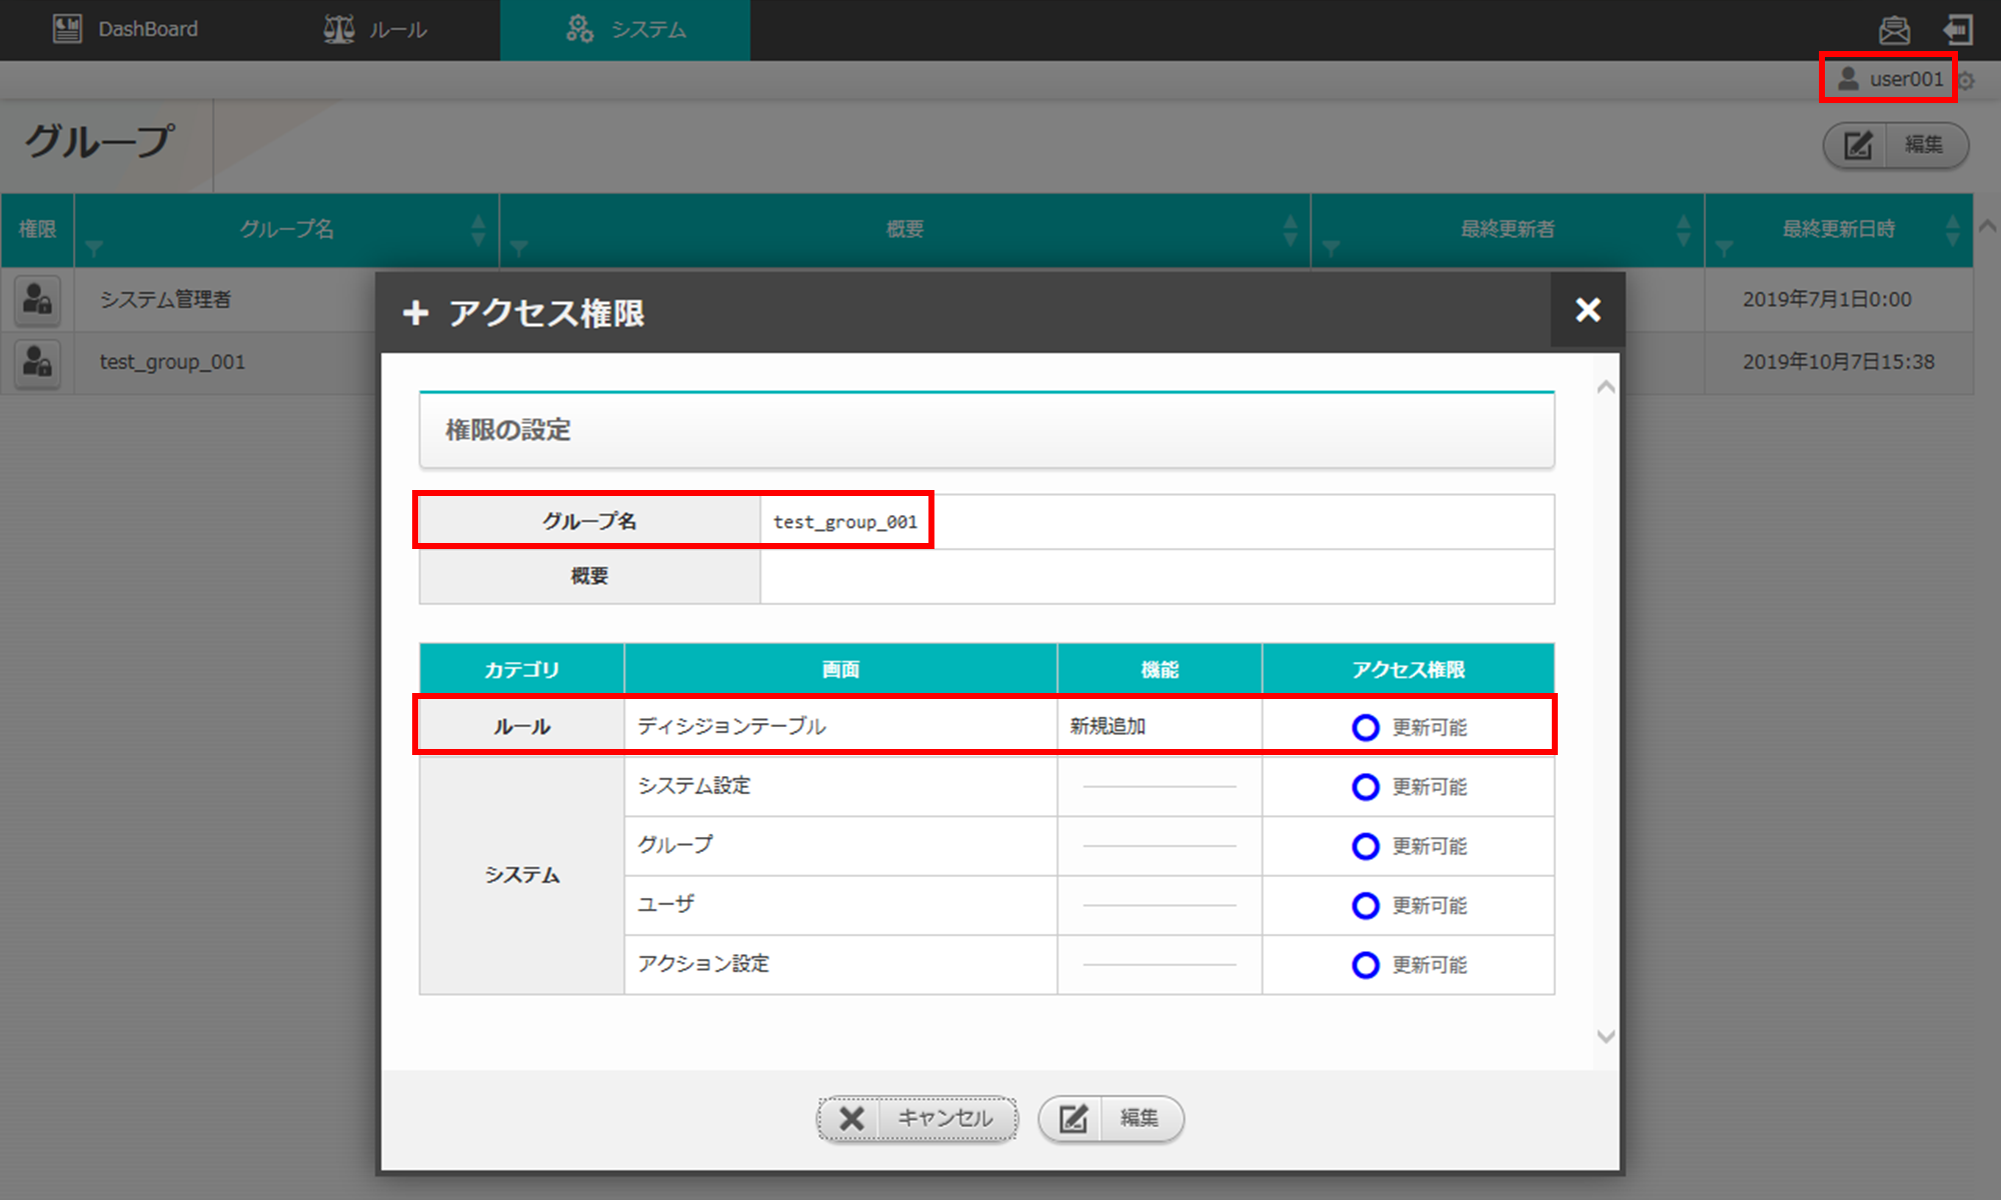 DashBoard ルール システム
user001
グループ
編集
権限 グループ名 概要 最終更新者 最終更新日時
システム管理者 2019年7月1日0:00
test_group_001 2019年10月7日15:38
アクセス権限
権限の設定
グループ名 test_group_001
概要
カテゴリ 画面 機能 アクセス権限
ルール ディシジョンテーブル 新規追加 更新可能
システム設定 更新可能
グループ 更新可能
システム
ユーザ 更新可能
アクション設定 更新可能
キャンセル 編集